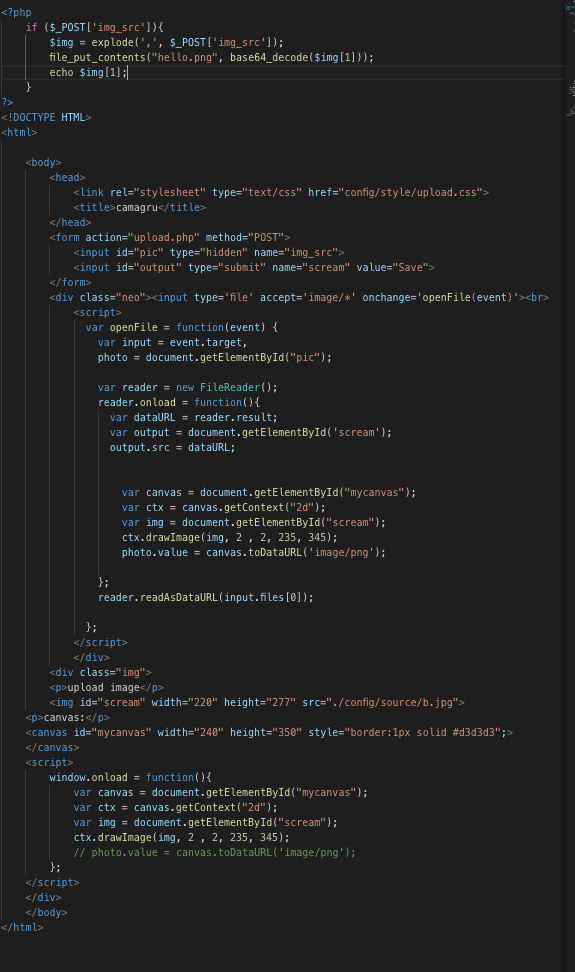 <?php
    if ($_POST['img_src']){
        $img = explode(',', $_POST['img_src']);
        file_put_contents("hello.png", base64_decode($img[1]));
        echo $img[1];
    }
?>
<!DOCTYPE HTML>
<html>
    <body>
        <head>
            <link rel="stylesheet" type="text/css" href="config/style/upload.css">
            <title>camagru</title>
        </head>
        <form action="upload.php" method="POST">
            <input id="pic" type="hidden" name="img_src">
            <input id="output" type="submit" name="scream" value="Save">
        </form>
        <div class="neo"><input type='file' accept='image/*' onchange='openFile(event)'><br>
            <script>
              var openFile = function(event) {
                var input = event.target,
                photo = document.getElementById("pic");
                var reader = new FileReader();
                reader.onload = function(){
                  var dataURL = reader.result;
                  var output = document.getElementById('scream');
                  output.src = dataURL;
                    var canvas = document.getElementById("mycanvas");
                    var ctx = canvas.getContext("2d");
                    var img = document.getElementById("scream");
                    ctx.drawImage(img, 2 , 2, 235, 345);
                    photo.value = canvas.toDataURL('image/png');
                };
                reader.readAsDataURL(input.files[0]);
              };
            </script>
            </div>
        <div class="img">
        <p>upload image</p>
        <img id="scream" width="220" height="277" src="./config/source/b.jpg">
    <p>canvas:</p>
    <canvas id="mycanvas" width="240" height="350" style="border:1px solid #d3d3d3";>
    </canvas>
    <script>
        window.onload = function(){
            var canvas = document.getElementById("mycanvas");
            var ctx = canvas.getContext("2d");
            var img = document.getElementById("scream");
            ctx.drawImage(img, 2 , 2, 235, 345);
            // photo.value = canvas.toDataURL('image/png');
        };
    </script>
    </div>
    </body>
</html>